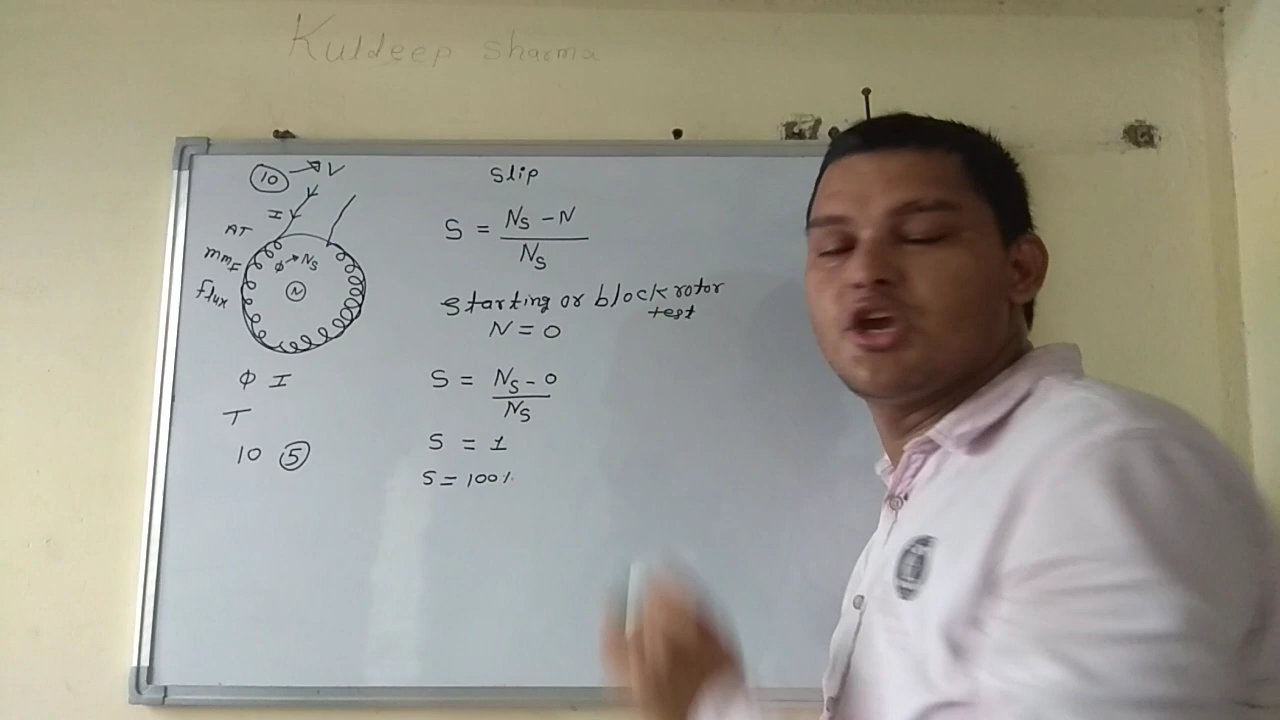 Kuldeep Sharma
10 V
I
AT
mmf
flux
Φ → Ns
N
Φ I
T
10 5
Slip
S = Ns - N
Ns
Starting or block rotor
test
N = 0
S = Ns - 0
Ns
S = 1
S = 100%